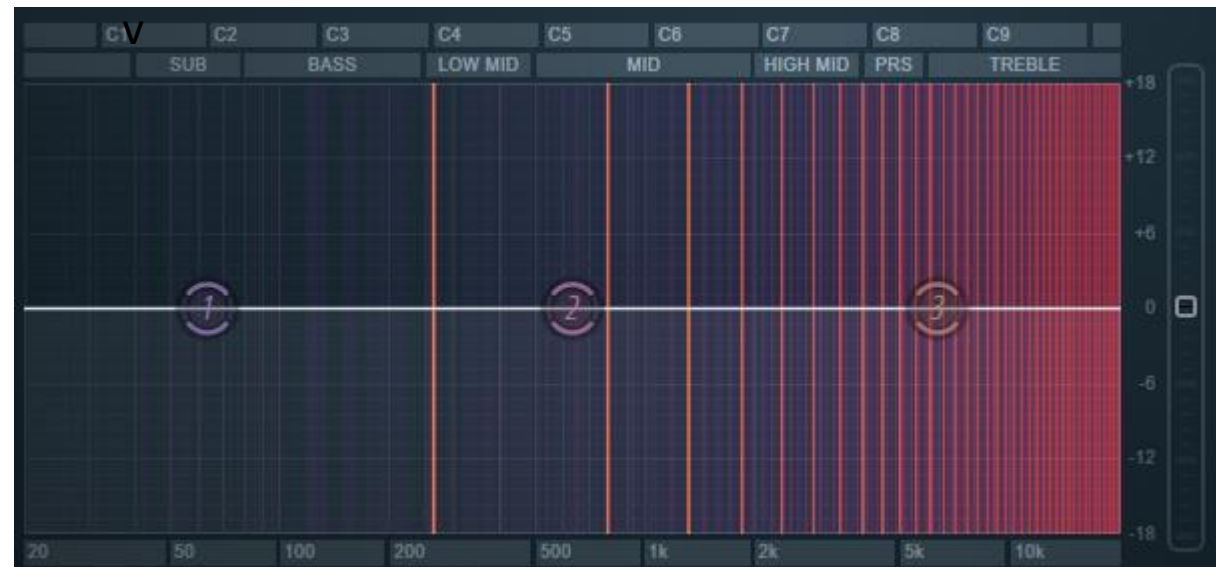 C1 V C2 C3 C4 C5 C6 C7 C8 C9
SUB BASS LOW MID MID HIGH MID PRS TREBLE
+18
+12
+6
1 2 3 0
-6
-12
-18
20 50 100 200 500 1k 2k 5k 10k